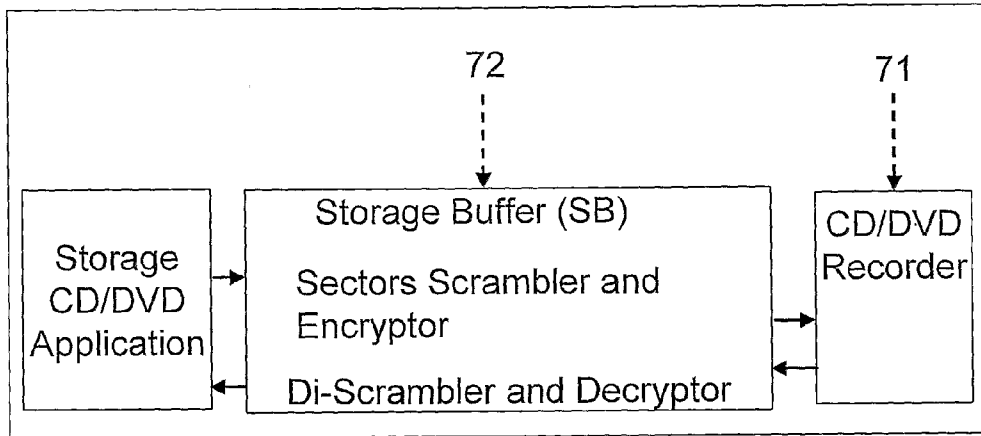 72
71
Storage
CD/DVD
Application
Storage Buffer (SB)
Sectors Scrambler and
Encryptor
Di-Scrambler and Decryptor
CD/DVD
Recorder